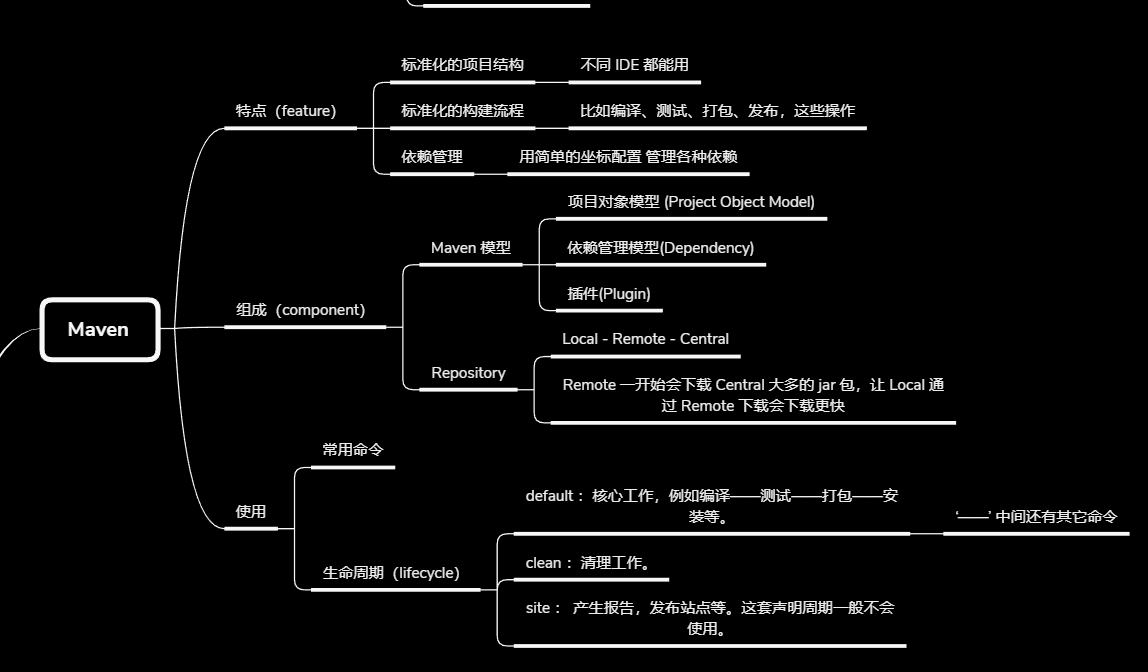 Maven
特点（feature）
标准化的项目结构
不同 IDE 都能用
标准化的构建流程
比如编译、测试、打包、发布，这些操作
依赖管理
用简单的坐标配置 管理各种依赖
组成（component）
Maven 模型
项目对象模型 (Project Object Model)
依赖管理模型(Dependency)
插件(Plugin)
Repository
Local - Remote - Central
Remote 一开始会下载 Central 大多的 jar 包，让 Local 通
过 Remote 下载会下载更快
使用
常用命令
生命周期（lifecycle）
default： 核心工作，例如编译——测试——打包——安
装等。
‘——’ 中间还有其它命令
clean： 清理工作。
site： 产生报告，发布站点等。这套声明周期一般不会
使用。